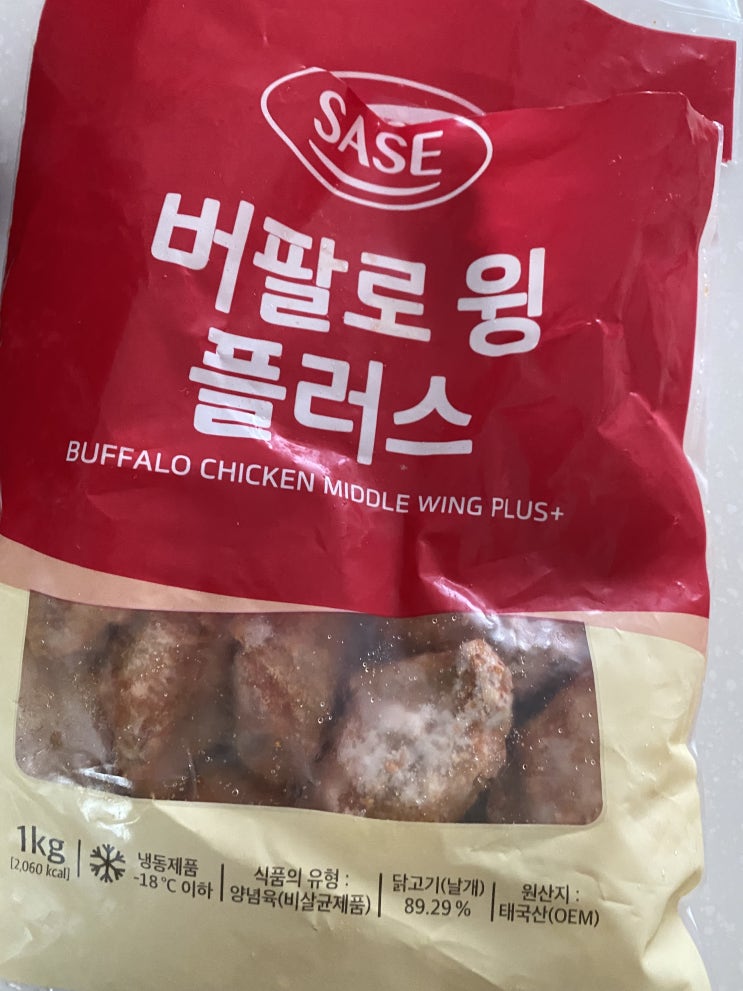 SASE
버팔로 윙
플러스
BUFFALO CHICKEN MIDDLE WING PLUS+
1kg
[2,060 kcal]
냉동제품
-18℃ 이하
식품의 유형 :
양념육(비살균제품)
닭고기(날개)
89.29%
원산지 :
태국산(OEM)